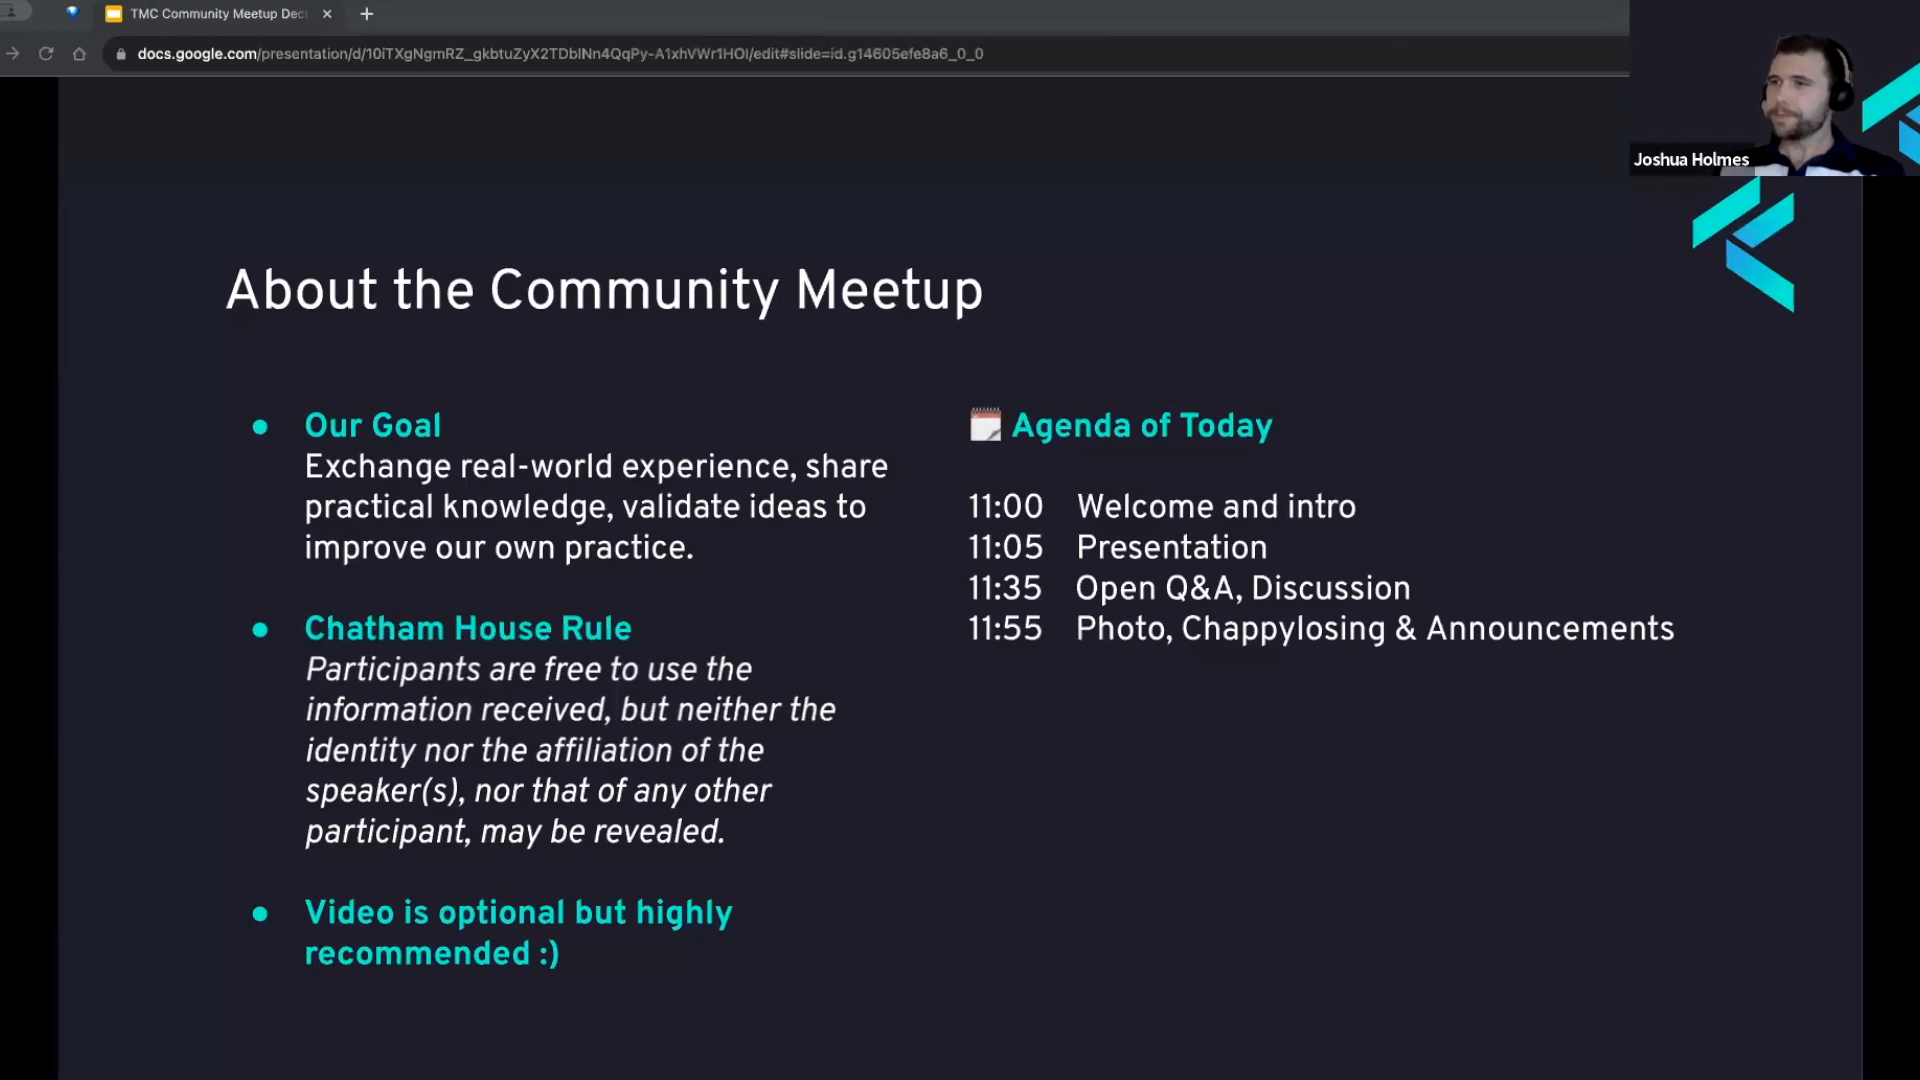 TMC Community Meetup Dec
docs.google.com/presentation/d/10iTXgNgmRZ_gkbtuZyX2TDblNn4QqPy-A1xhVWr1HOI/edit#slide=id.g14605efe8a6_0_0
Joshua Holmes
About the Community Meetup
Our Goal
Exchange real-world experience, share
practical knowledge, validate ideas to
improve our own practice.
Chatham House Rule
Participants are free to use the
information received, but neither the
identity nor the affiliation of the
speaker(s), nor that of any other
participant, may be revealed.
Video is optional but highly
recommended :)
Agenda of Today
11:00 Welcome and intro
11:05 Presentation
11:35 Open Q&A, Discussion
11:55 Photo, Chappylosing & Announcements